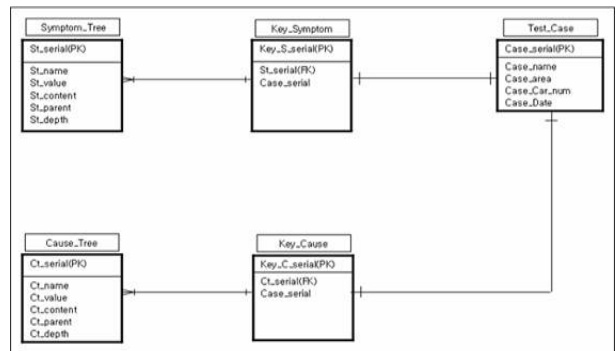 Symptom_Tree
St_serial(PK)
St_name
St_value
St_content
St_parent
St_depth
Key_Symptom
Key_S_serial(PK)
St_serial(FK)
Case_serial
Test_Case
Case_serial(PK)
Case_name
Case_area
Case_Car_num
Case_Date
Cause_Tree
Ct_serial(PK)
Ct_name
Ct_value
Ct_content
Ct_parent
Ct_depth
Key_Cause
Key_C_serial(PK)
Ct_serial(FK)
Case_serial